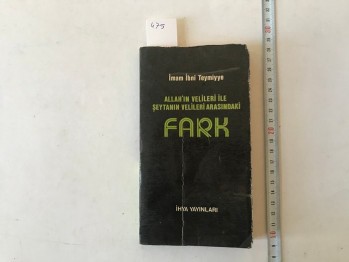 675
İmam İbni Teymiyye
ALLAH'IN VELİLERİ İLE
ŞEYTANIN VELİLERİ ARASINDAKİ
FARK
İHYA YAYINLARI